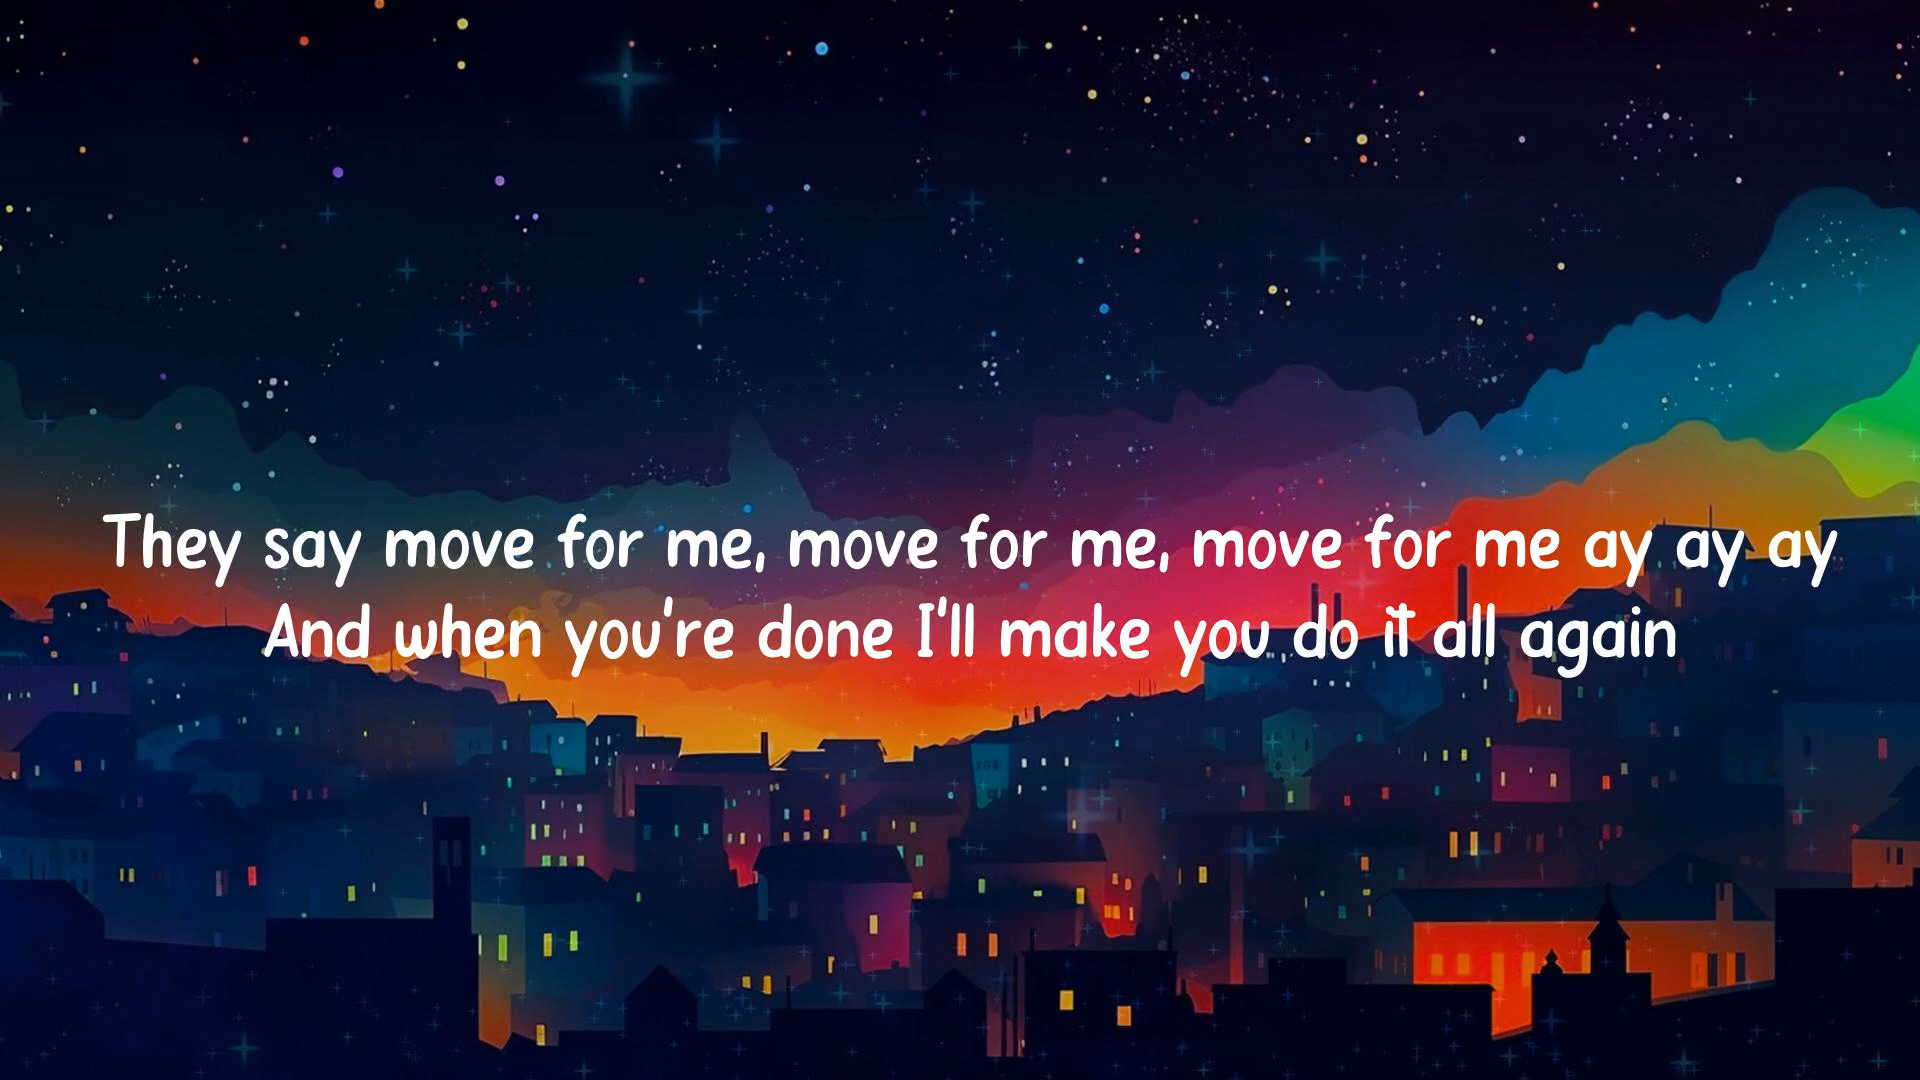 They say move for me, move for me, move for me ay ay ay
And when you're done I'll make you do it all again